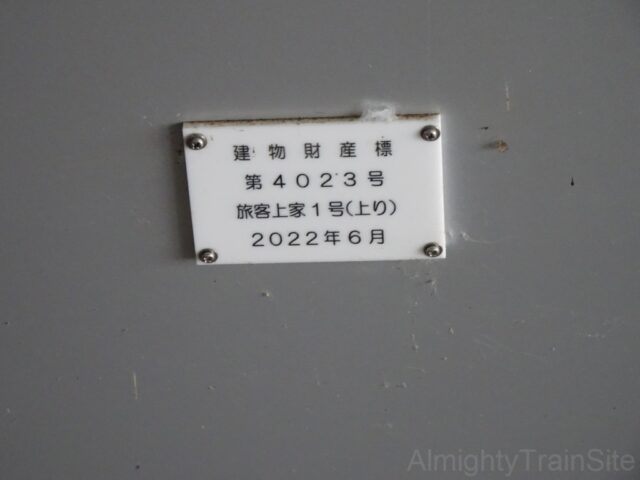 建物財産標
第4023号
旅客上家1号(上り)
2022年6月
AlmightyTrainSite